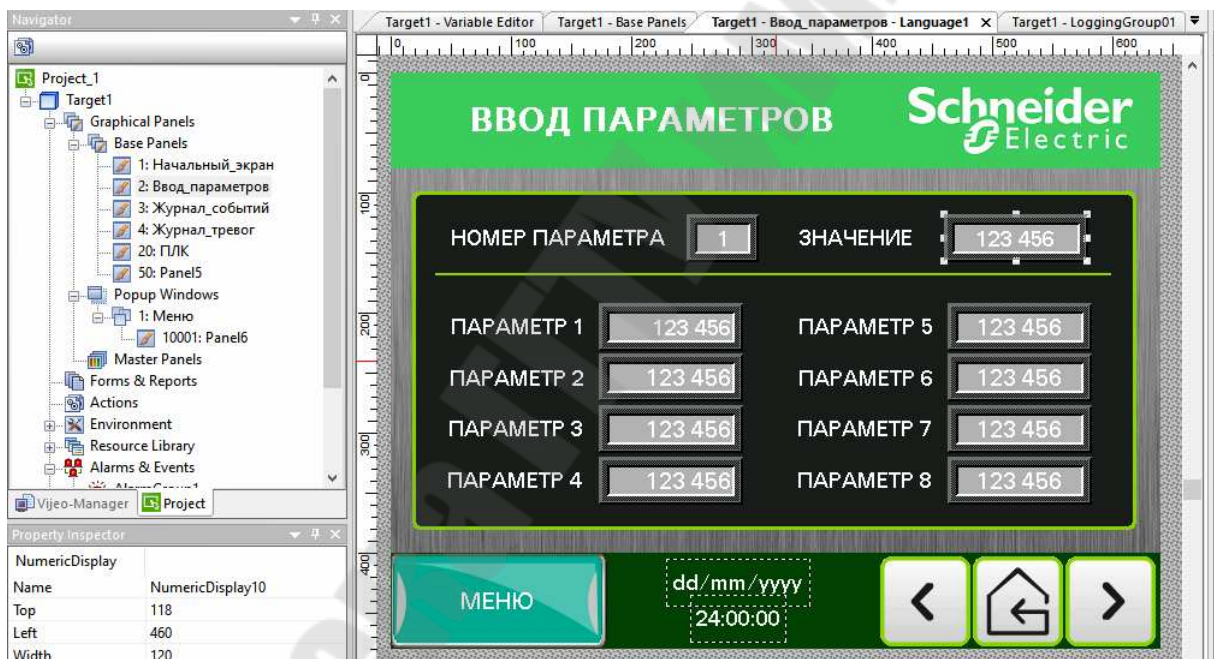 Navigator
Project_1
Target1
Graphical Panels
Base Panels
1: Начальный_экран
2: Ввод_параметров
3: Журнал_событий
4: Журнал_тревог
20: ПЛК
50: Panel5
Popup Windows
1: Меню
10001: Panel6
Master Panels
Forms & Reports
Actions
Environment
Resource Library
Alarms & Events
Vijeo-Manager Project
Property Inspector
NumericDisplay
Name NumericDisplay10
Top 118
Left 460
Width 120
Target1 - Variable Editor Target1 - Base Panels Target1 - Ввод_параметров - Language1 Target1 - LoggingGroup01
0 100 200 300 400 500 600
0
100
200
300
400
ВВОД ПАРАМЕТРОВ
Schneider
Electric
НОМЕР ПАРАМЕТРА 1 ЗНАЧЕНИЕ 123 456
ПАРАМЕТР 1 123 456 ПАРАМЕТР 5 123 456
ПАРАМЕТР 2 123 456 ПАРАМЕТР 6 123 456
ПАРАМЕТР 3 123 456 ПАРАМЕТР 7 123 456
ПАРАМЕТР 4 123 456 ПАРАМЕТР 8 123 456
МЕНЮ
dd/mm/yyyy
24:00:00